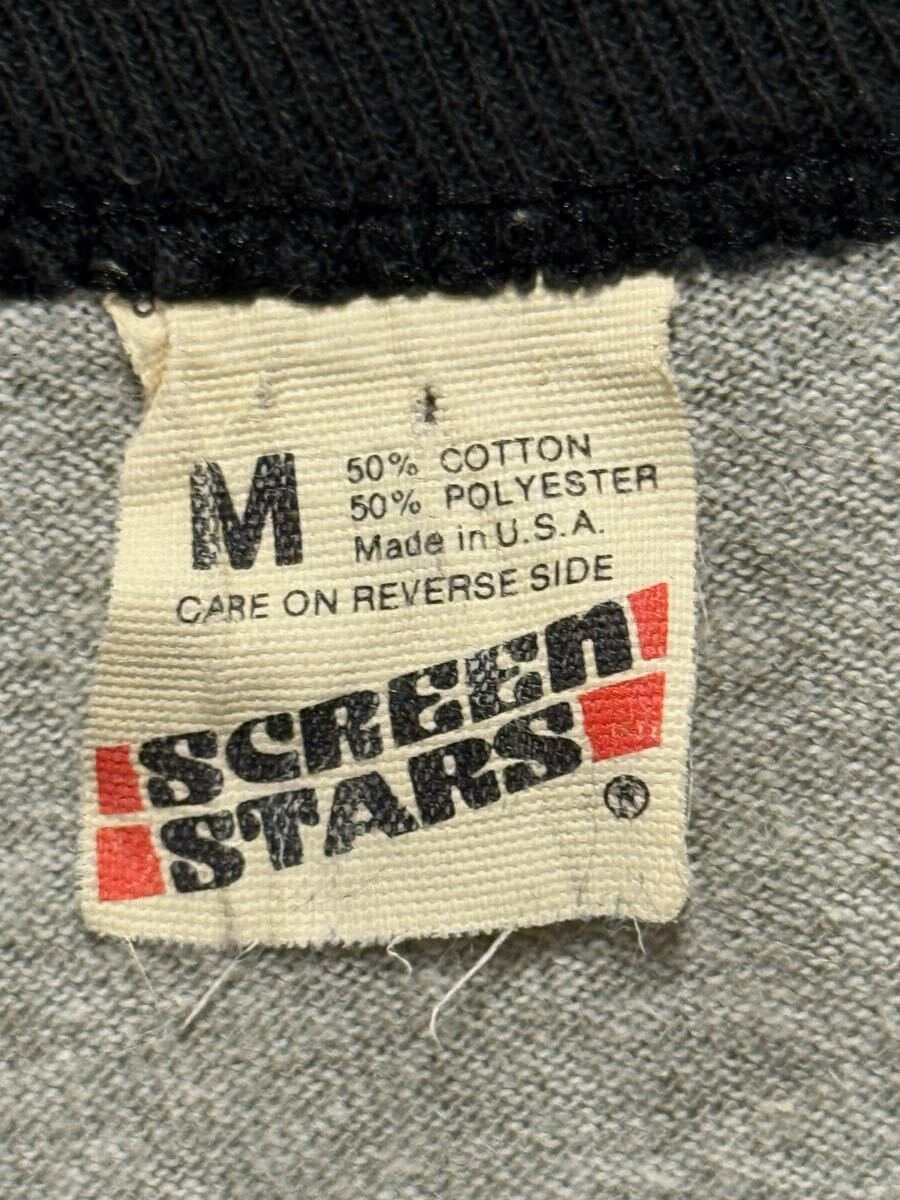 M
50% COTTON
50% POLYESTER
Made in U.S.A.
CARE ON REVERSE SIDE
SCREEn
STARS
®